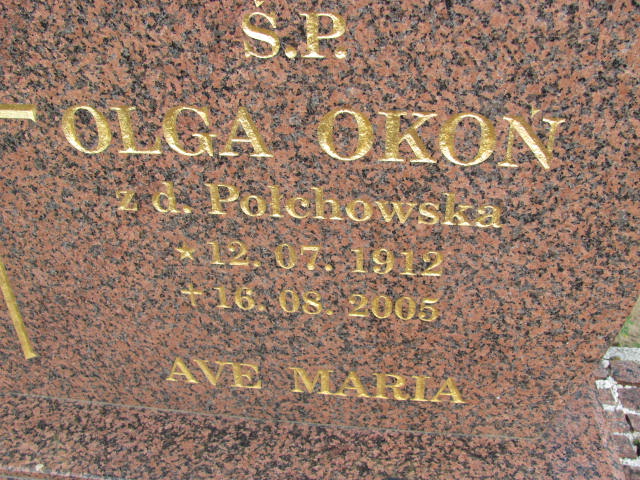 Ś.P.
OLGA OKOŃ
z d. Polchowska
* 12. 07. 1912
+ 16. 08. 2005
AVE MARIA